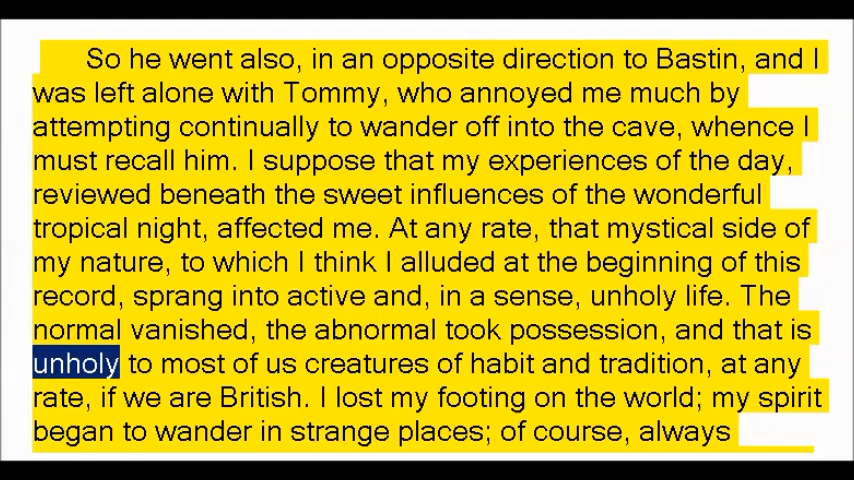 So he went also, in an opposite direction to Bastin, and I
was left alone with Tommy, who annoyed me much by
attempting continually to wander off into the cave, whence I
must recall him. I suppose that my experiences of the day,
reviewed beneath the sweet influences of the wonderful
tropical night, affected me. At any rate, that mystical side of
my nature, to which I think I alluded at the beginning of this
record, sprang into active and, in a sense, unholy life. The
normal vanished, the abnormal took possession, and that is
unholy to most of us creatures of habit and tradition, at any
rate, if we are British. I lost my footing on the world; my spirit
began to wander in strange places; of course, always